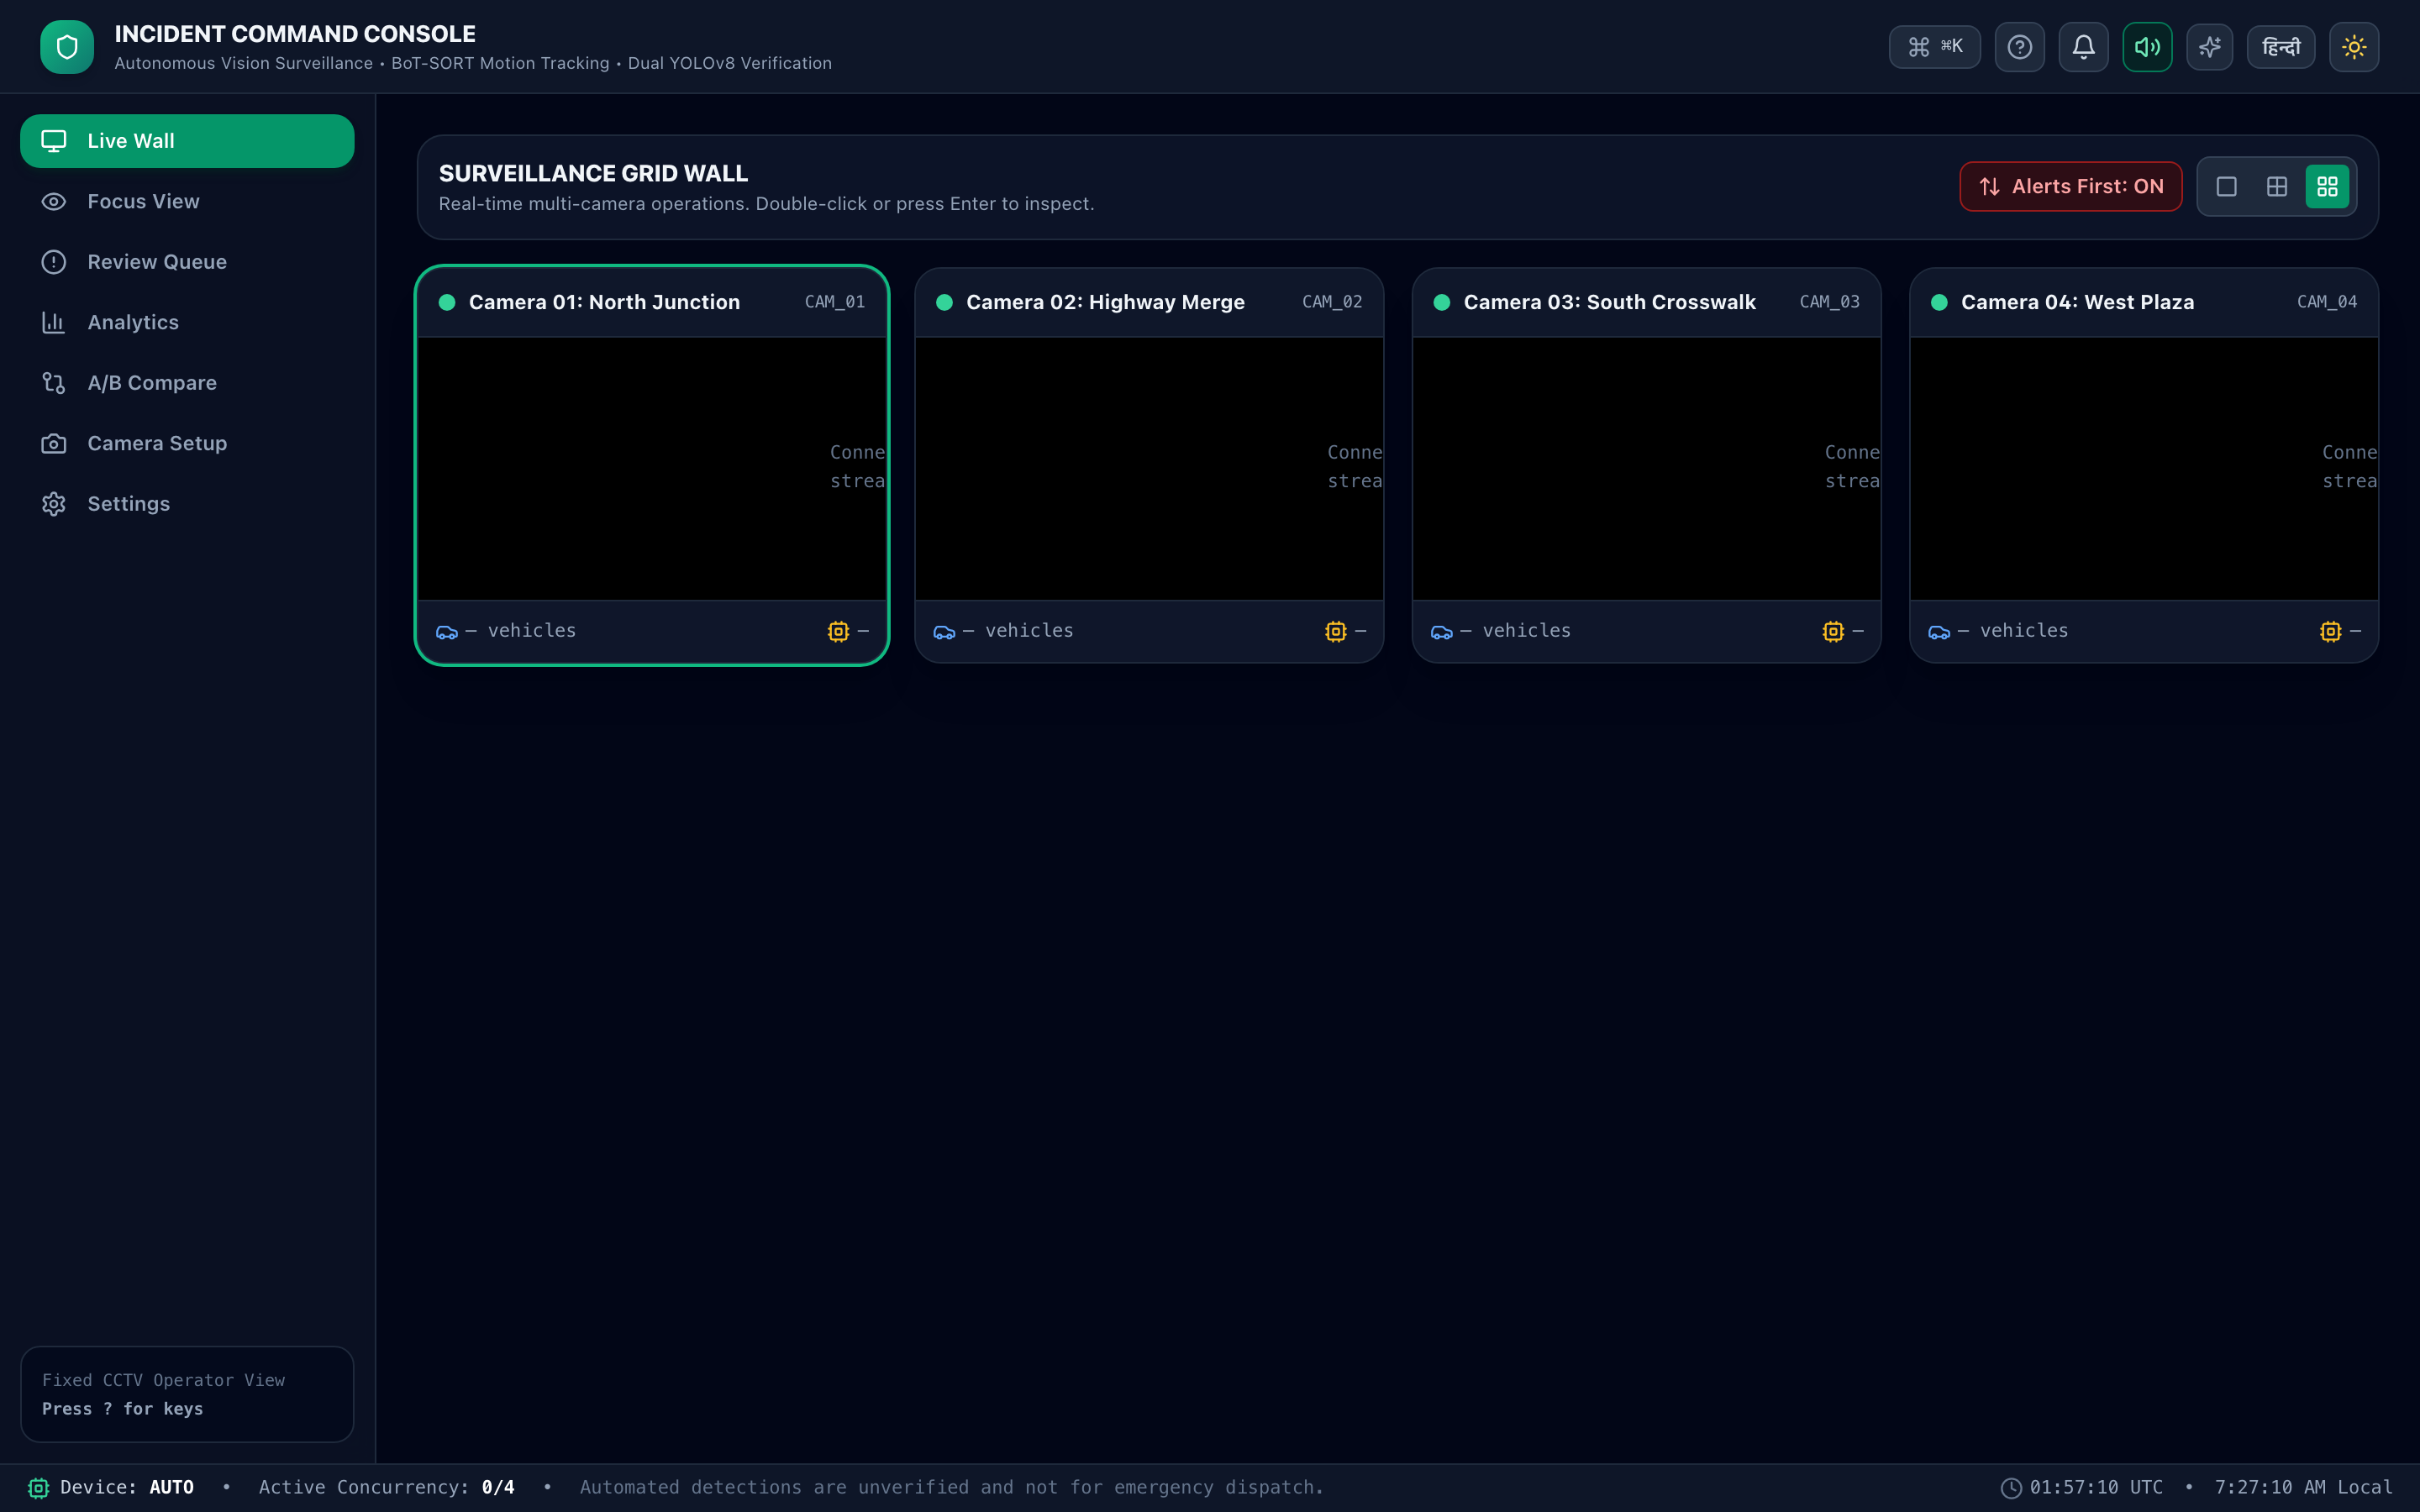 INCIDENT COMMAND CONSOLE
Autonomous Vision Surveillance • BoT-SORT Motion Tracking • Dual YOLOv8 Verification
⌘K
हिन्दी
Live Wall
Focus View
Review Queue
Analytics
A/B Compare
Camera Setup
Settings
SURVEILLANCE GRID WALL
Real-time multi-camera operations. Double-click or press Enter to inspect.
Alerts First: ON
Camera 01: North Junction CAM_01
Conne
strea
— vehicles —
Camera 02: Highway Merge CAM_02
Conne
strea
— vehicles —
Camera 03: South Crosswalk CAM_03
Conne
strea
— vehicles —
Camera 04: West Plaza CAM_04
Conne
strea
— vehicles —
Fixed CCTV Operator View
Press ? for keys
Device: AUTO • Active Concurrency: 0/4 • Automated detections are unverified and not for emergency dispatch.
01:57:10 UTC • 7:27:10 AM Local